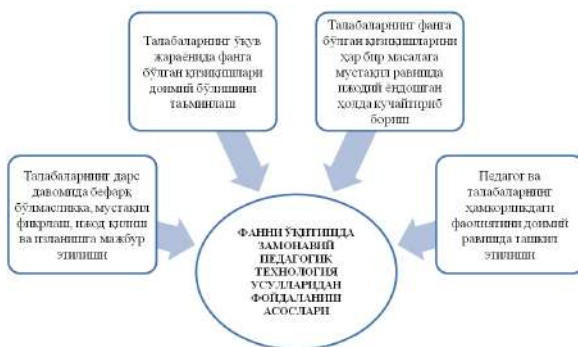 Талабаларнинг ўқув
жараёнида фанга
бўлган қизиқишлари
доимий бўлишини
таъминлаш
Талабаларнинг фанга
бўлган қизиқишларини
ҳар бир масалага
мустақил равишда
ижодий ёндошган
ҳолда кучайтириб
бориш
Талабаларнинг дарс
давомида бефарқ
бўлмасликка, мустақил
фикрлаш, ижод қилиш
ва изланишга мажбур
этилиши
Педагог ва
талабаларнинг
ҳамкорликдаги
фаолиятини доимий
равишда ташкил
этилиши
ФАННИ ЎҚИТИШДА
ЗАМОНАВИЙ
ПЕДАГОГИК
ТЕХНОЛОГИЯ
УСУЛЛАРИДАН
ФОЙДАЛАНИШ
АСОСЛАРИ